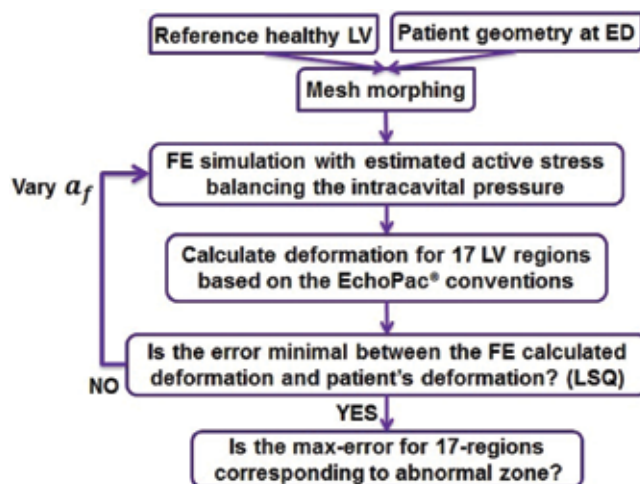 Reference healthy LV
Patient geometry at ED
Mesh morphing
FE simulation with estimated active stress
balancing the intracavital pressure
Vary a_f
Calculate deformation for 17 LV regions
based on the EchoPac® conventions
Is the error minimal between the FE calculated
deformation and patient's deformation? (LSQ)
NO
YES
Is the max-error for 17-regions
corresponding to abnormal zone?